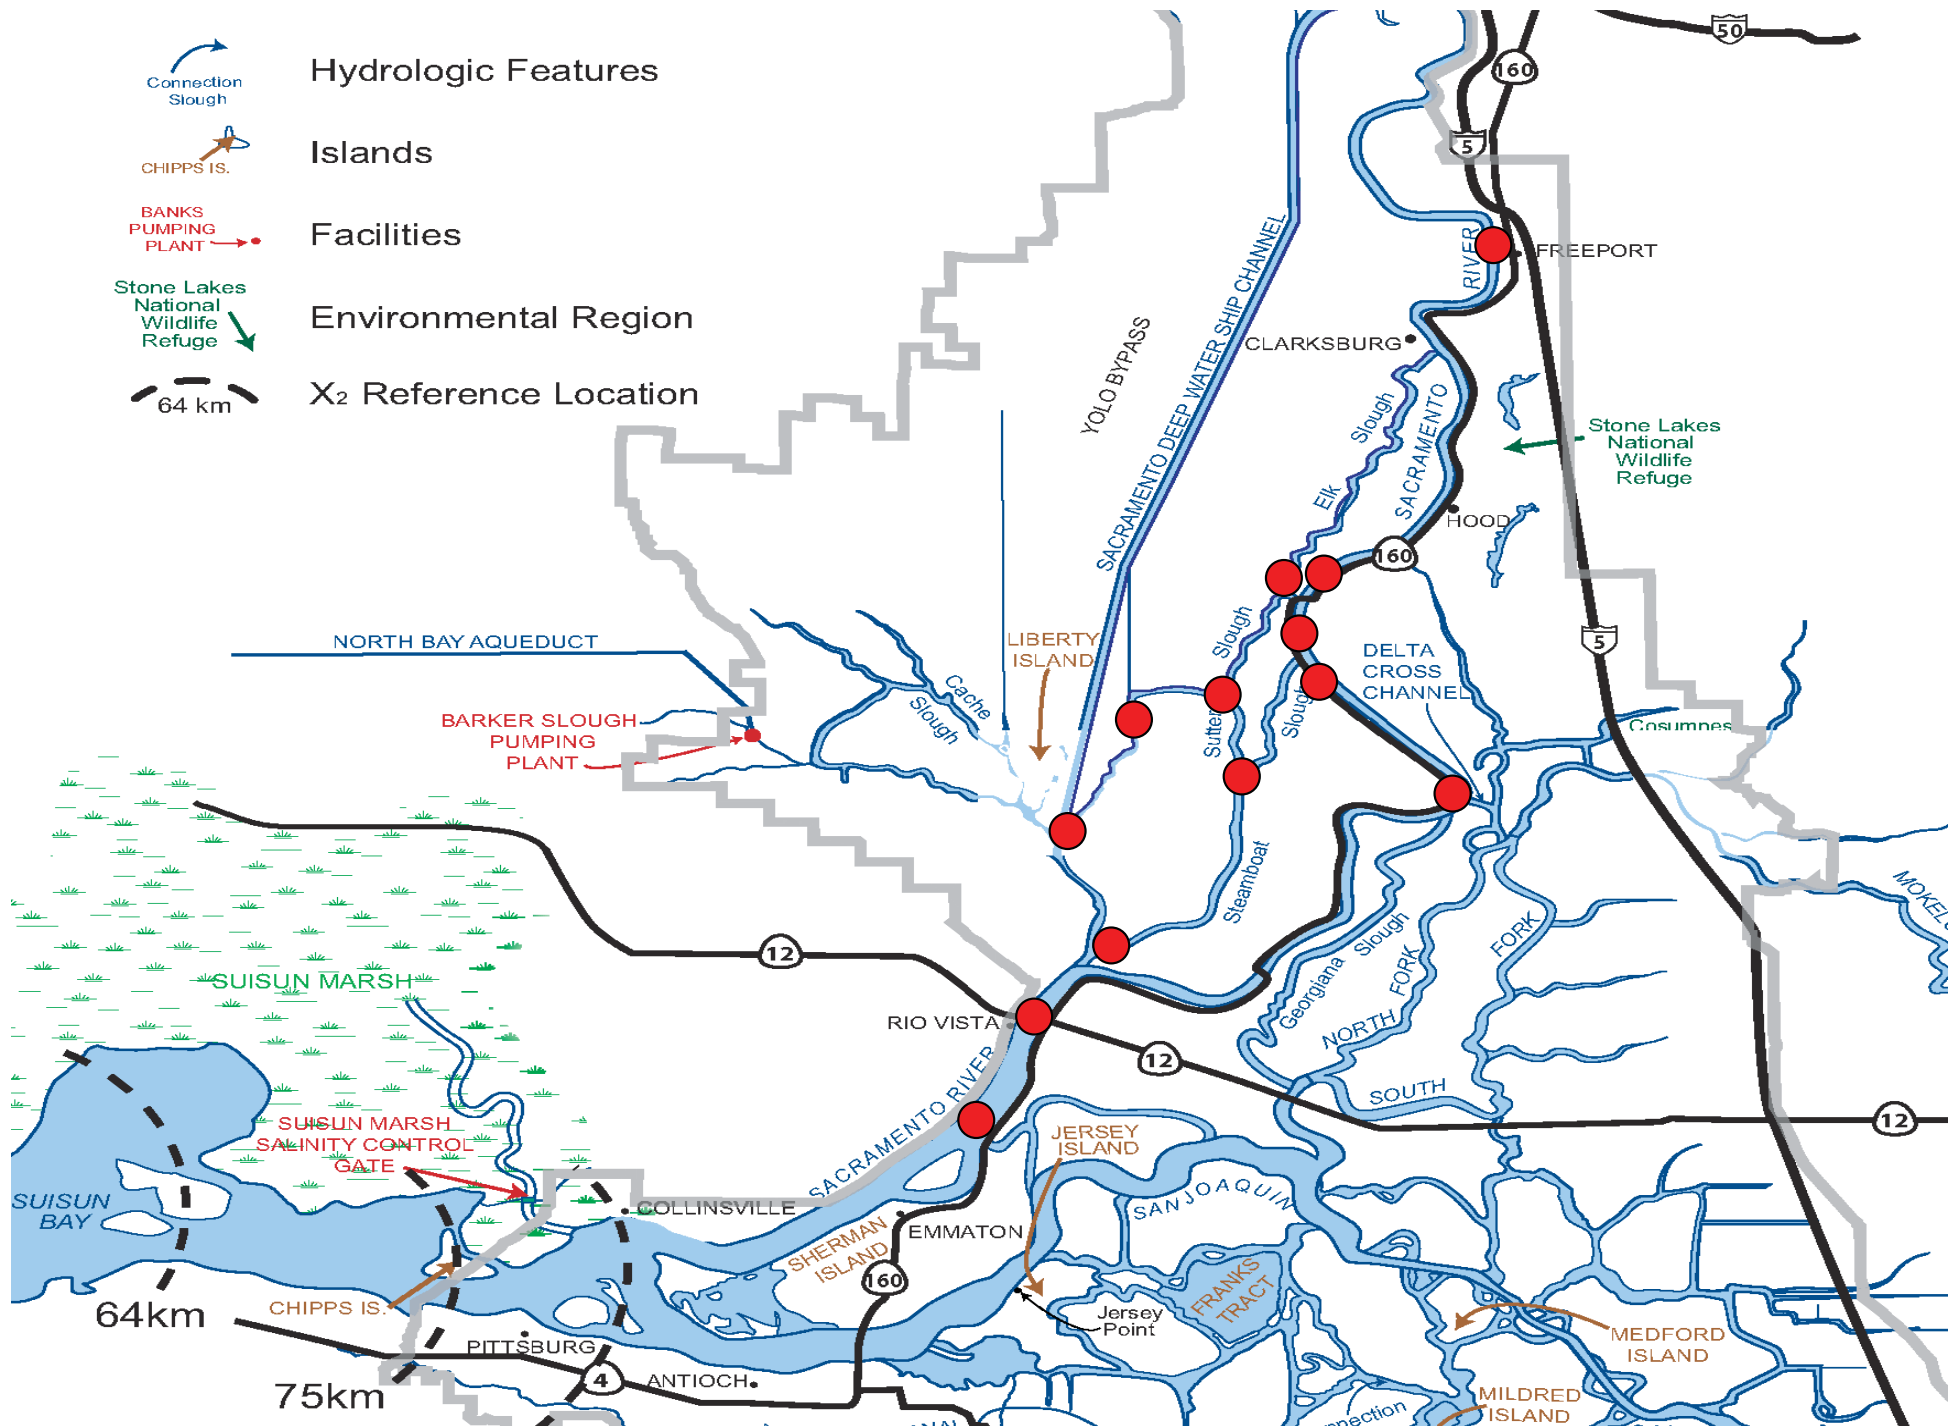 Connection
Slough
Hydrologic Features
CHIPPS IS.
Islands
BANKS
PUMPING
PLANT
Facilities
Stone Lakes
National
Wildlife
Refuge
Environmental Region
64 km
X2 Reference Location
50
160
5
RIVER
FREEPORT
SACRAMENTO DEEP WATER SHIP CHANNEL
YOLO BYPASS
CLARKSBURG
Slough
Elk
SACRAMENTO
Stone Lakes
National
Wildlife
Refuge
HOOD
160
NORTH BAY AQUEDUCT
LIBERTY
ISLAND
Slough
DELTA
CROSS
CHANNEL
5
Cache
Slough
BARKER SLOUGH
PUMPING
PLANT
Sutter
Slough
Cosumnes
Steamboat
MOKEL
12
SUISUN MARSH
Slough
Georgiana
FORK
NORTH
FORK
SOUTH
RIO VISTA
12
12
SACRAMENTO RIVER
SUISUN MARSH
SALINITY CONTROL
GATE
JERSEY
ISLAND
SUISUN
BAY
COLLINSVILLE
SAN JOAQUIN
EMMATON
SHERMAN
ISLAND
160
FRANKS
TRACT
64km
CHIPPS IS.
Jersey
Point
PITTSBURG
MEDFORD
ISLAND
75km
4
ANTIOCH
MILDRED
ISLAND
nnection